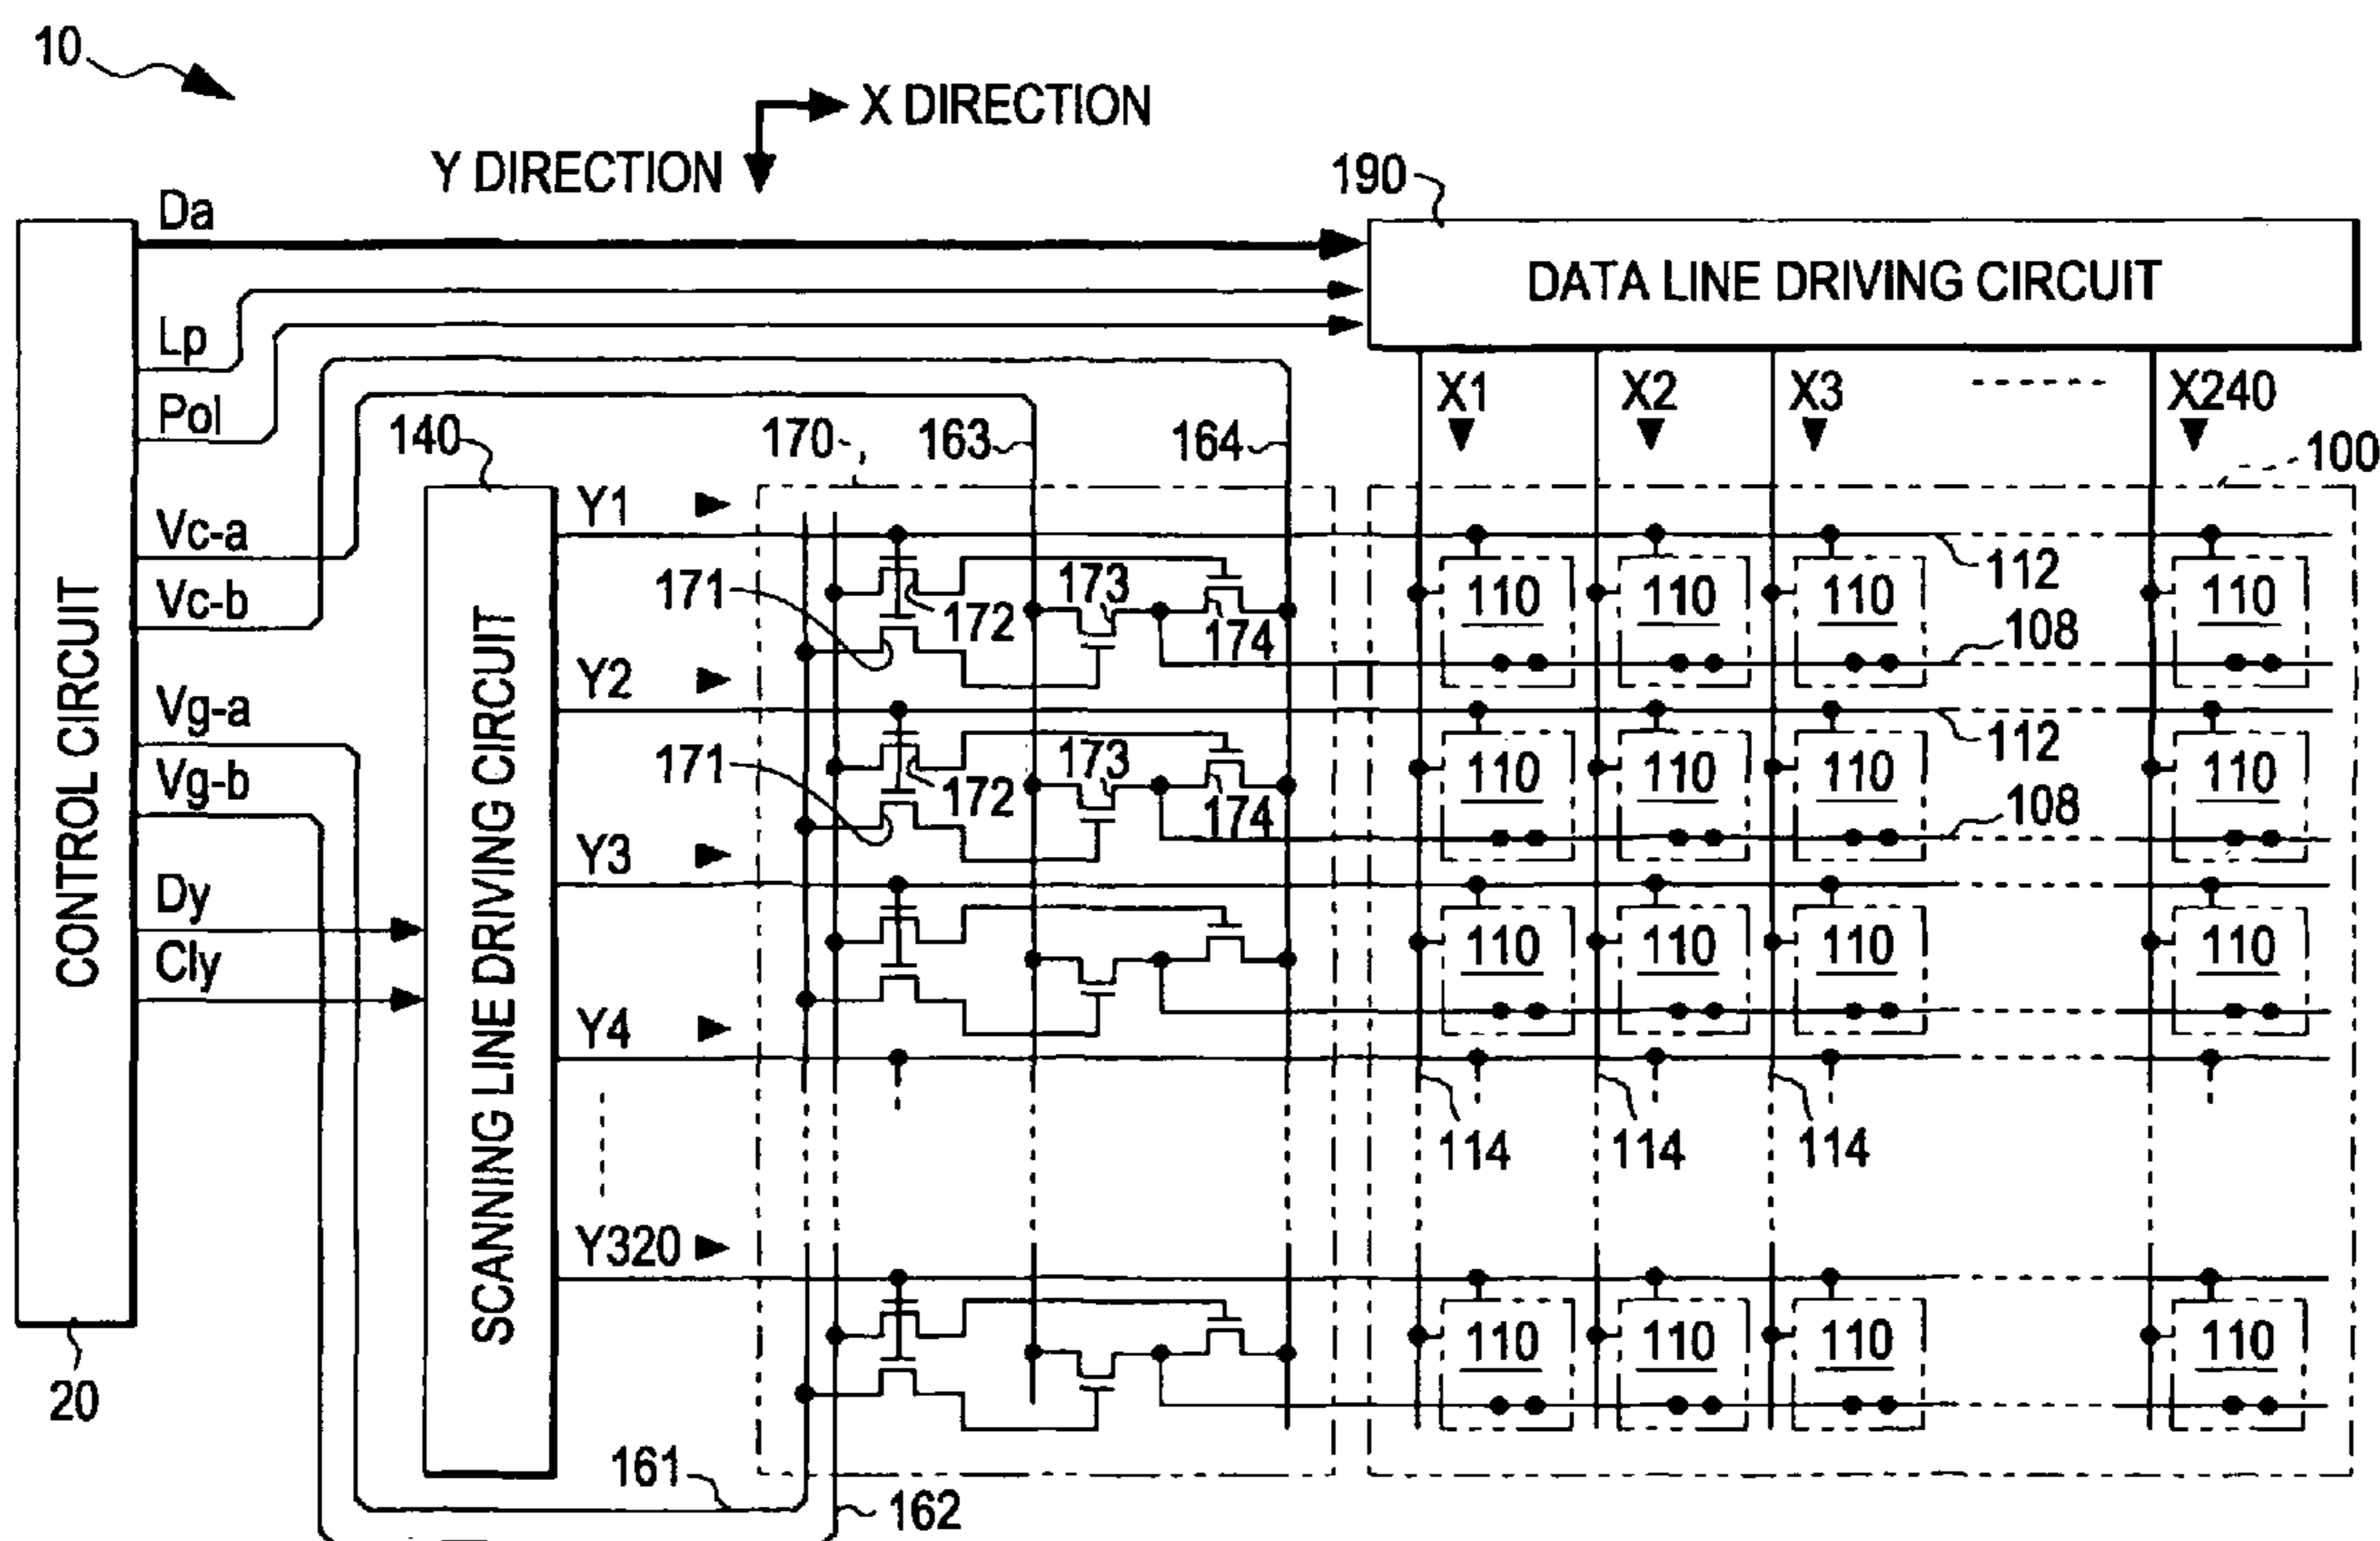 10
X DIRECTION
Y DIRECTION
190
Da
DATA LINE DRIVING CIRCUIT
Lp
Pol
X1 X2 X3 X240
140 170 163 164 100
Y1
Vc-a
Vc-b
171 172 173 174 110 110 110 110 112
108
Y2
Vg-a
Vg-b
171 172 173 174 110 110 110 110 112
108
Y3
Dy
Cly
110 110 110 110
Y4
114 114 114
CONTROL CIRCUIT
SCANNING LINE DRIVING CIRCUIT
Y320
110 110 110 110
20
161
162